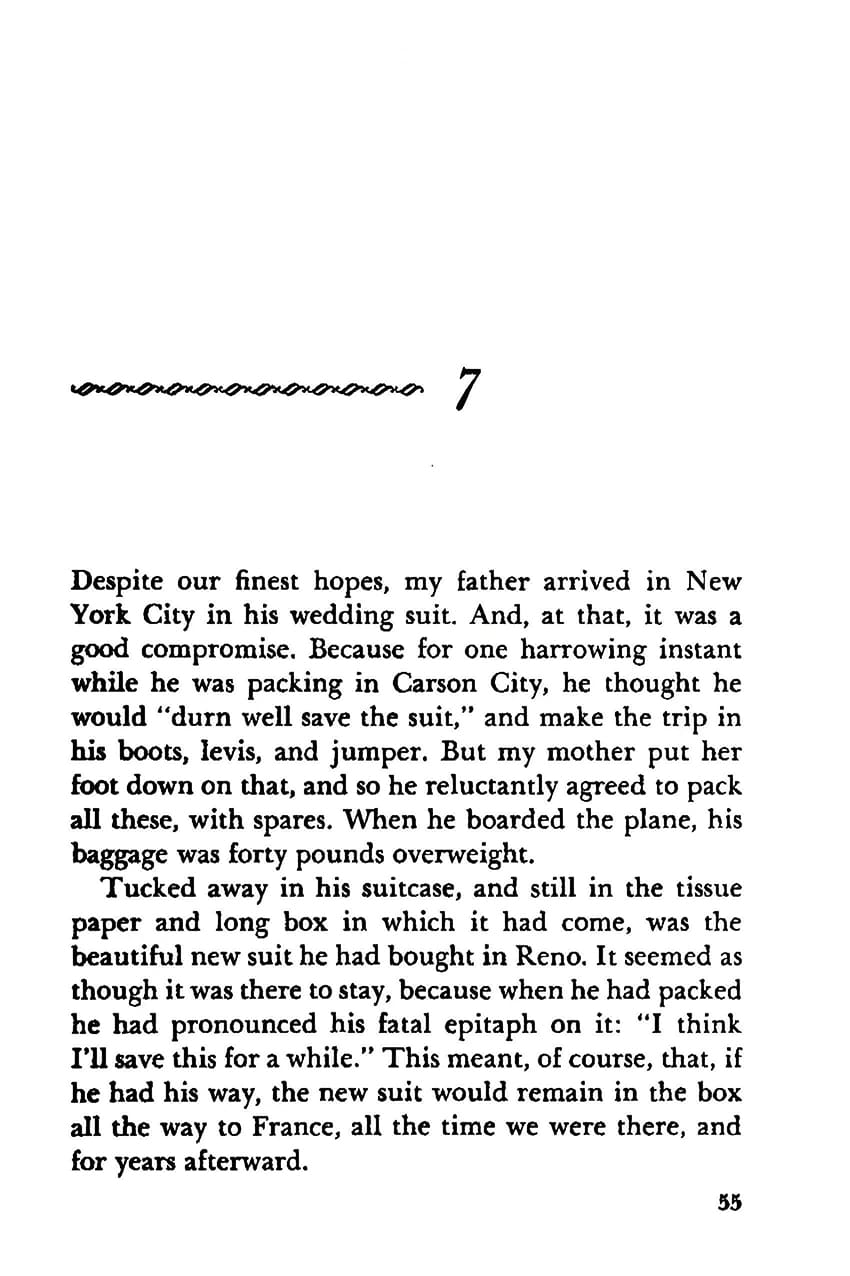 7
Despite our finest hopes, my father arrived in New
York City in his wedding suit. And, at that, it was a
good compromise. Because for one harrowing instant
while he was packing in Carson City, he thought he
would “durn well save the suit,” and make the trip in
his boots, levis, and jumper. But my mother put her
foot down on that, and so he reluctantly agreed to pack
all these, with spares. When he boarded the plane, his
baggage was forty pounds overweight.
Tucked away in his suitcase, and still in the tissue
paper and long box in which it had come, was the
beautiful new suit he had bought in Reno. It seemed as
though it was there to stay, because when he had packed
he had pronounced his fatal epitaph on it: “I think
I’ll save this for a while.” This meant, of course, that, if
he had his way, the new suit would remain in the box
all the way to France, all the time we were there, and
for years afterward.
55